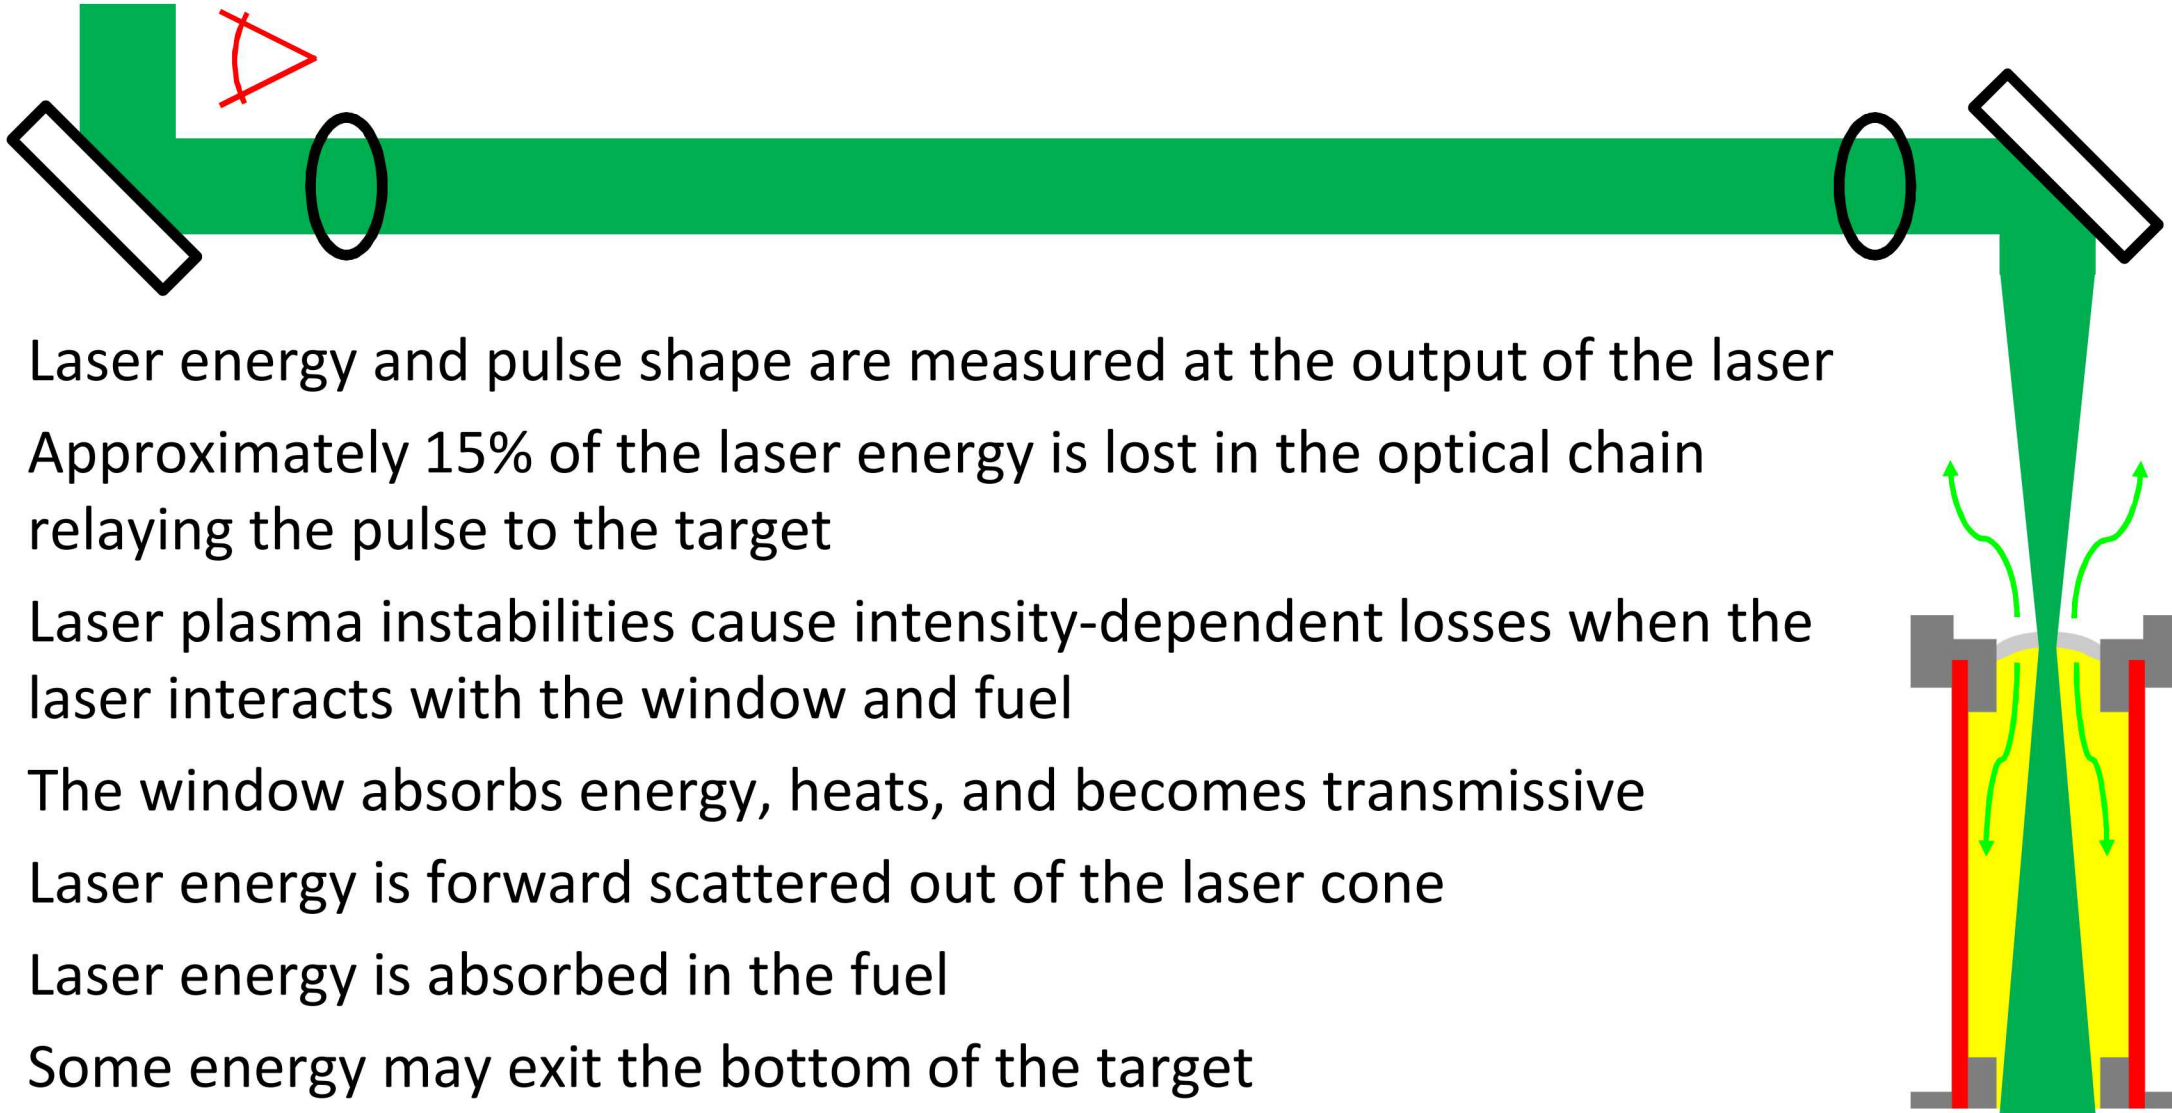 Laser energy and pulse shape are measured at the output of the laser
Approximately 15% of the laser energy is lost in the optical chain
relaying the pulse to the target
Laser plasma instabilities cause intensity-dependent losses when the
laser interacts with the window and fuel
The window absorbs energy, heats, and becomes transmissive
Laser energy is forward scattered out of the laser cone
Laser energy is absorbed in the fuel
Some energy may exit the bottom of the target